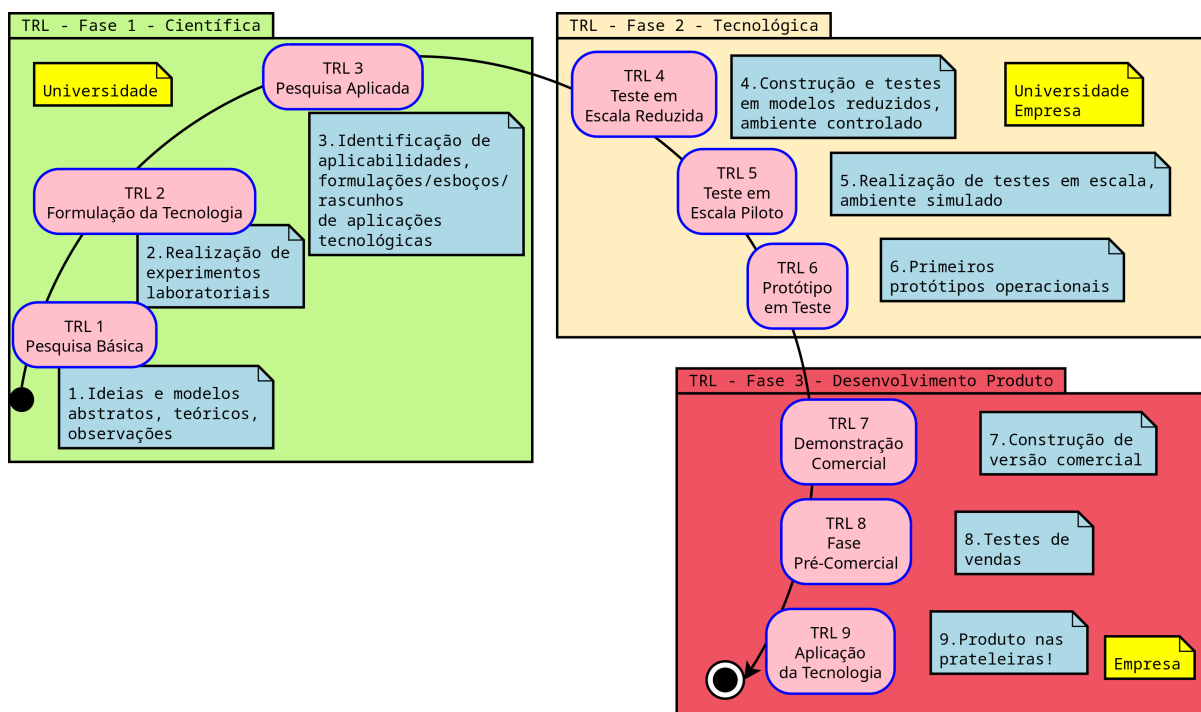 TRL - Fase 1 - Científica
Universidade
TRL 3
Pesquisa Aplicada
3.Identificação de
aplicabilidades,
formulações/esboços/
rascunhos
de aplicações
tecnológicas
TRL 2
Formulação da Tecnologia
2.Realização de
experimentos
laboratoriais
TRL 1
Pesquisa Básica
1.Ideias e modelos
abstratos, teóricos,
observações
TRL - Fase 2 - Tecnológica
TRL 4
Teste em
Escala Reduzida
4.Construção e testes
em modelos reduzidos,
ambiente controlado
Universidade
Empresa
TRL 5
Teste em
Escala Piloto
5.Realização de testes em escala,
ambiente simulado
TRL 6
Protótipo
em Teste
6.Primeiros
protótipos operacionais
TRL - Fase 3 - Desenvolvimento Produto
TRL 7
Demonstração
Comercial
7.Construção de
versão comercial
TRL 8
Fase
Pré-Comercial
8.Testes de
vendas
TRL 9
Aplicação
da Tecnologia
9.Produto nas
prateleiras!
Empresa